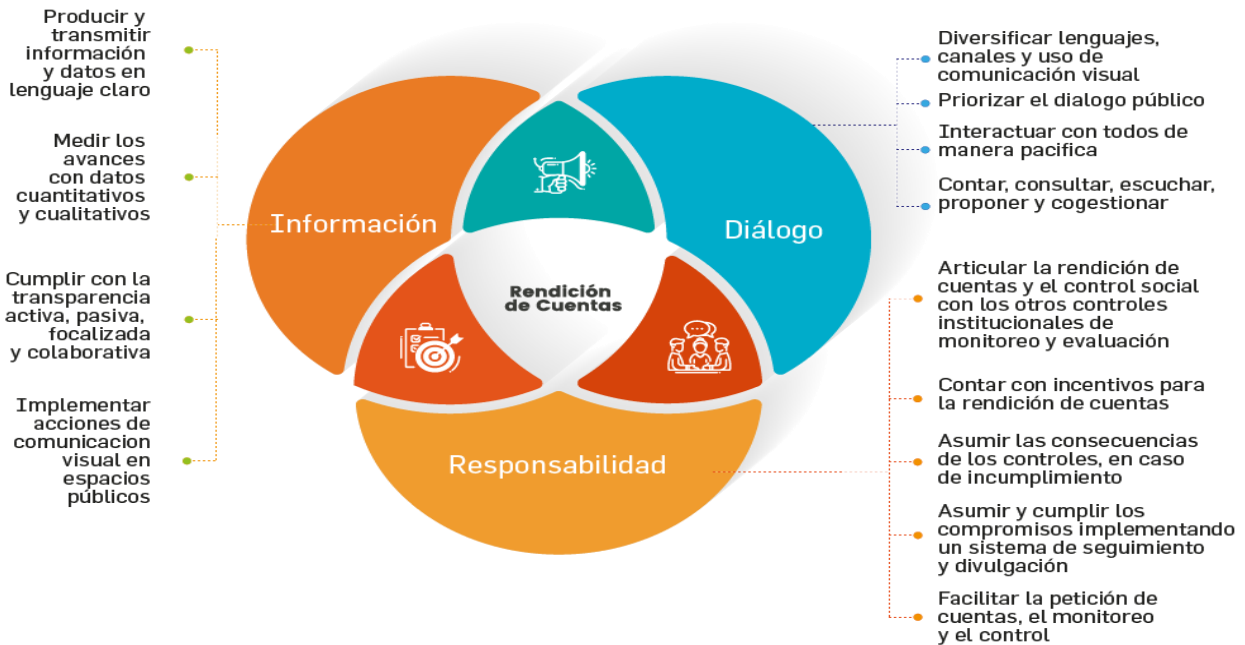 Producir y
transmitir
información
y datos en
lenguaje claro
Medir los
avances
con datos
cuantitativos
y cualitativos
Cumplir con la
transparencia
activa, pasiva,
focalizada
y colaborativa
Implementar
acciones de
comunicacion
visual en
espacios
públicos
Información
Diálogo
Rendición
de Cuentas
Responsabilidad
Diversificar lenguajes,
canales y uso de
comunicación visual
Priorizar el dialogo público
Interactuar con todos de
manera pacifica
Contar, consultar, escuchar,
proponer y cogestionar
Articular la rendición de
cuentas y el control social
con los otros controles
institucionales de
monitoreo y evaluación
Contar con incentivos para
la rendición de cuentas
Asumir las consecuencias
de los controles, en caso
de incumplimiento
Asumir y cumplir los
compromisos implementando
un sistema de seguimiento
y divulgación
Facilitar la petición de
cuentas, el monitoreo
y el control